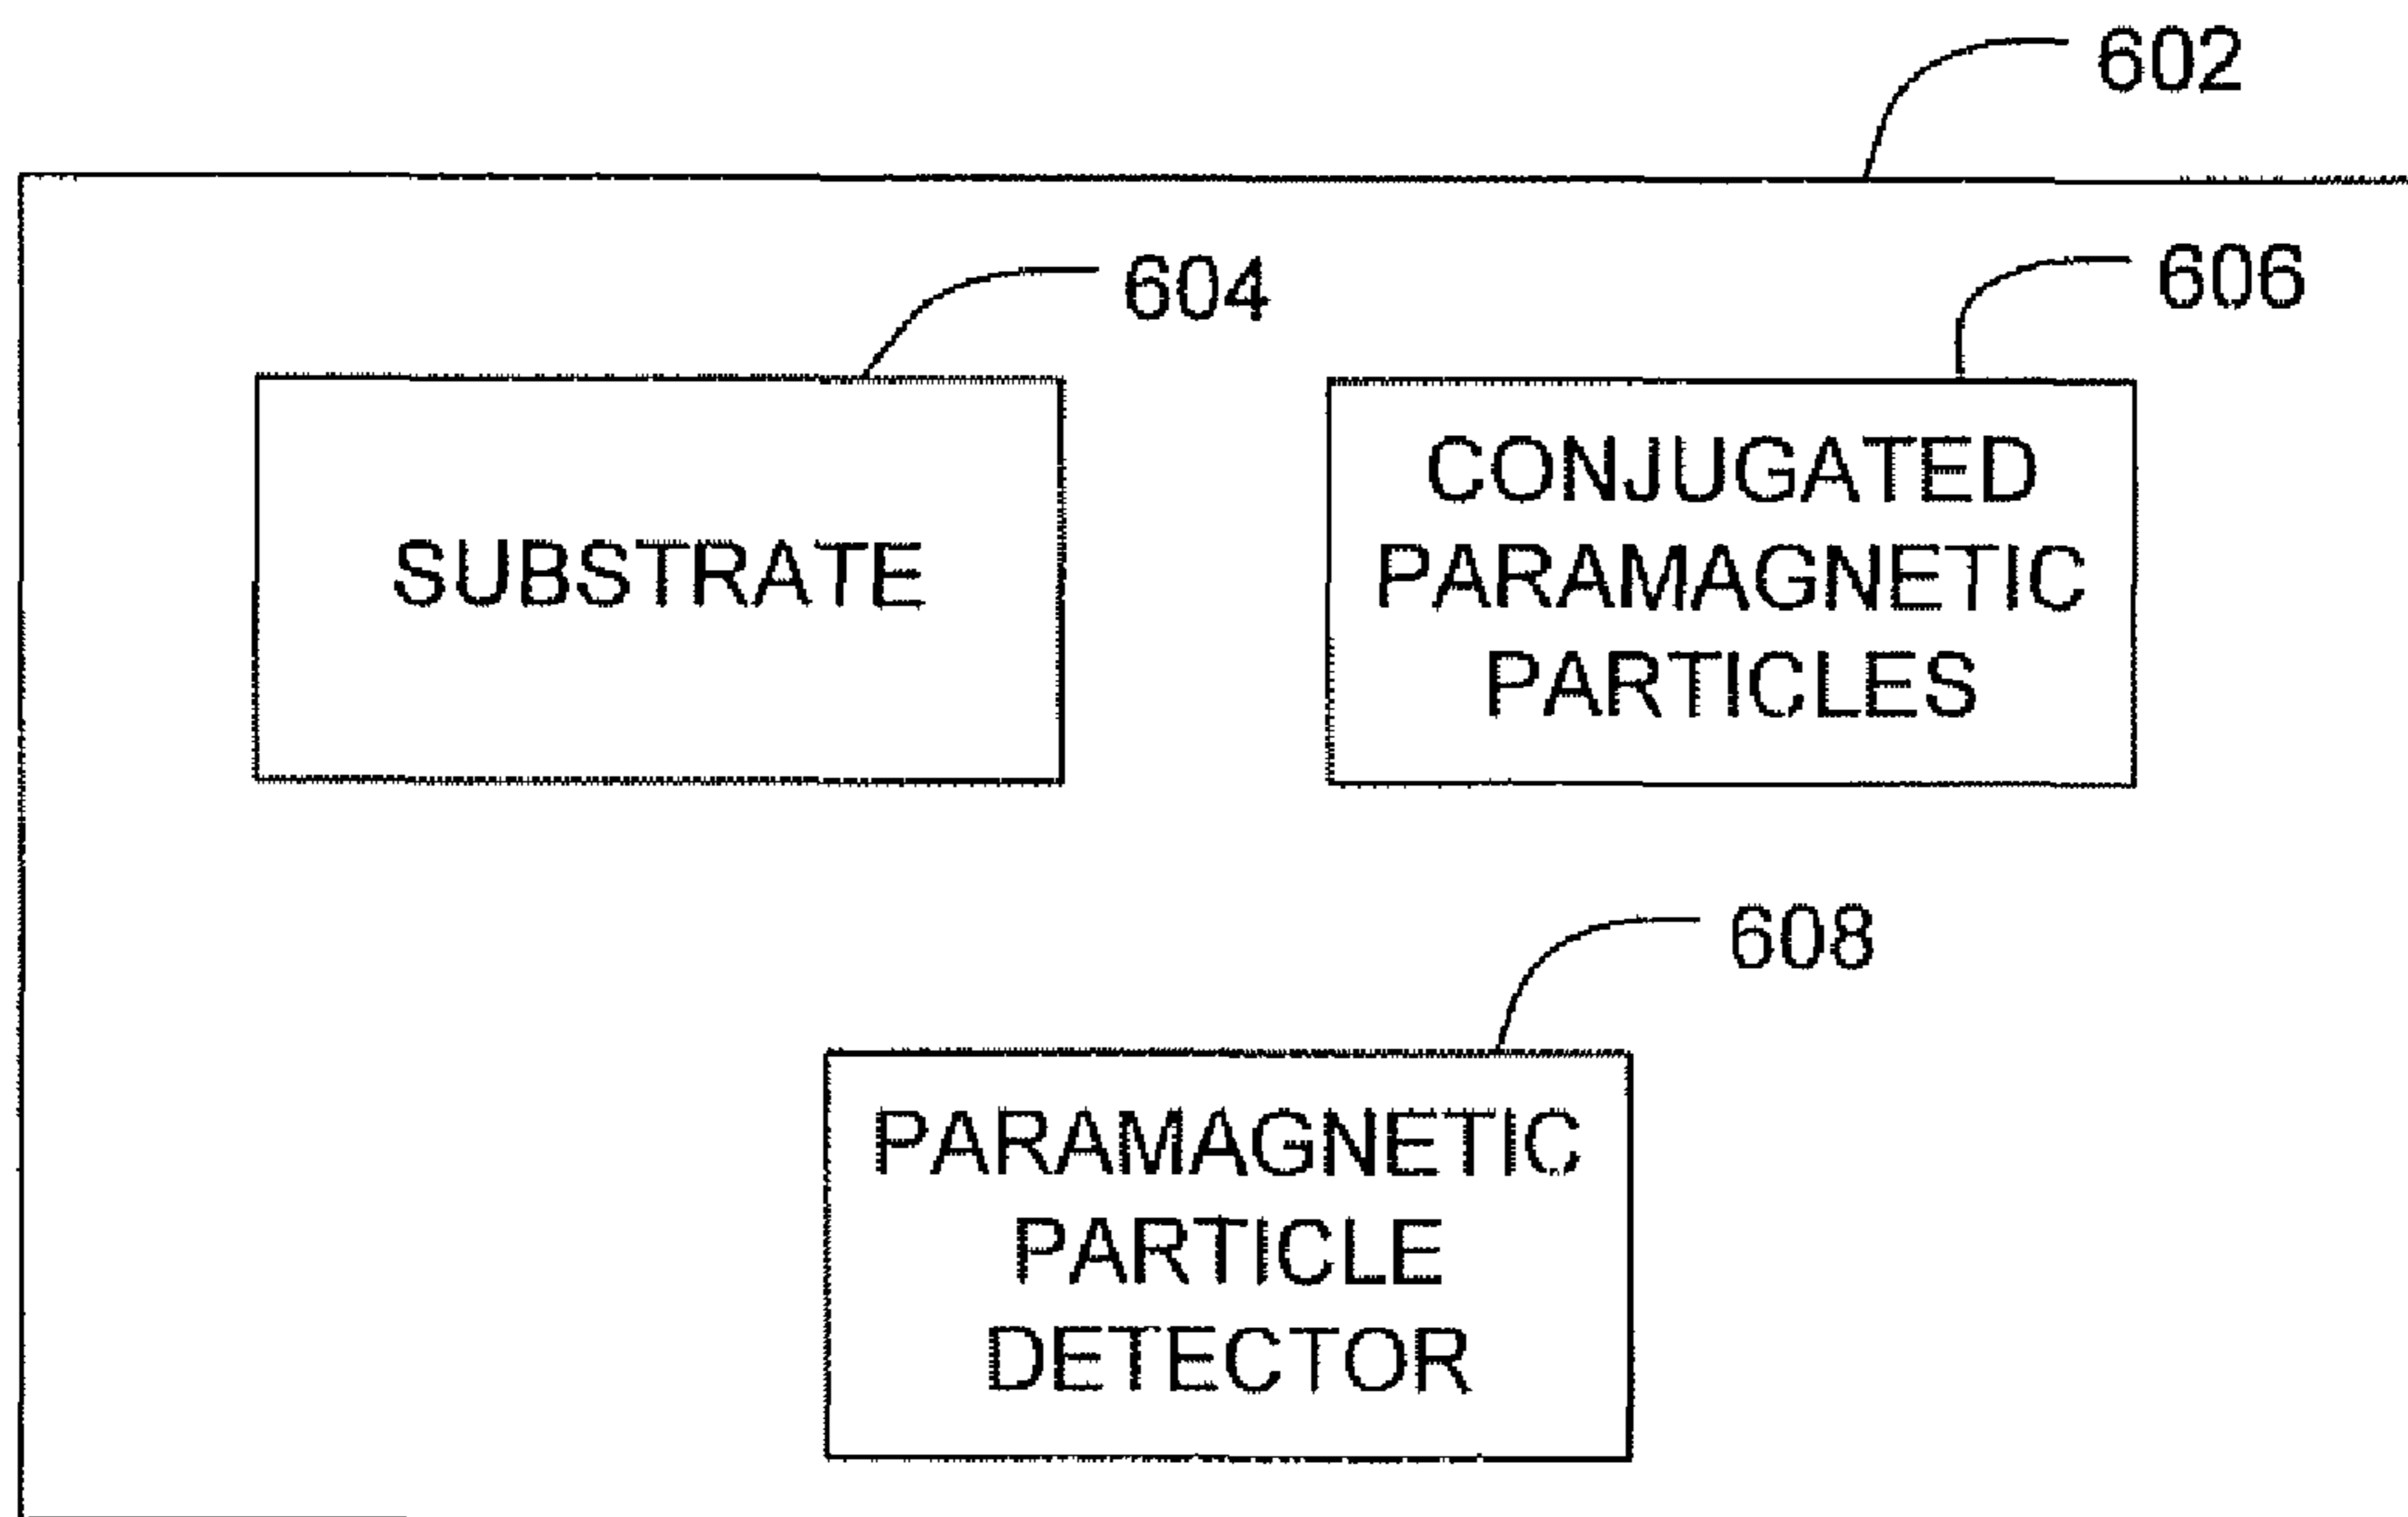 602
604
606
SUBSTRATE
CONJUGATED
PARAMAGNETIC
PARTICLES
608
PARAMAGNETIC
PARTICLE
DETECTOR